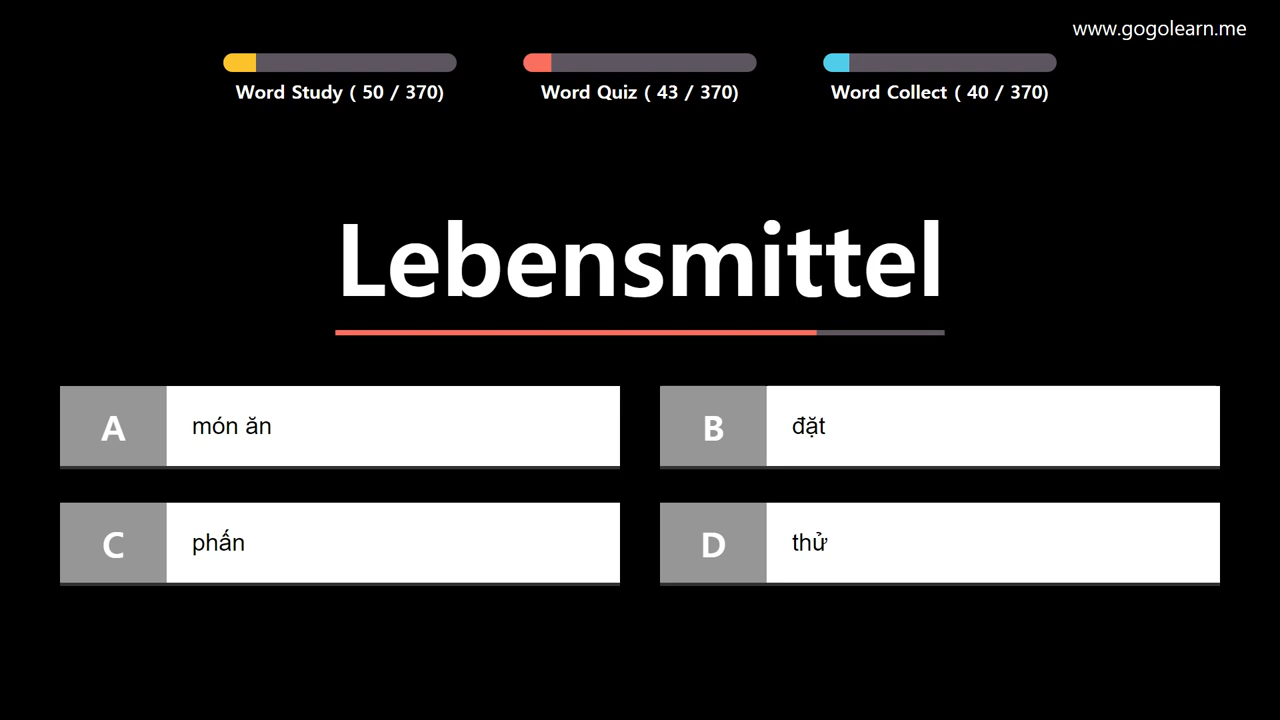 www.gogolearn.me
Word Study ( 50 / 370)
Word Quiz ( 43 / 370)
Word Collect ( 40 / 370)
Lebensmittel
A món ăn
B đặt
C phấn
D thử